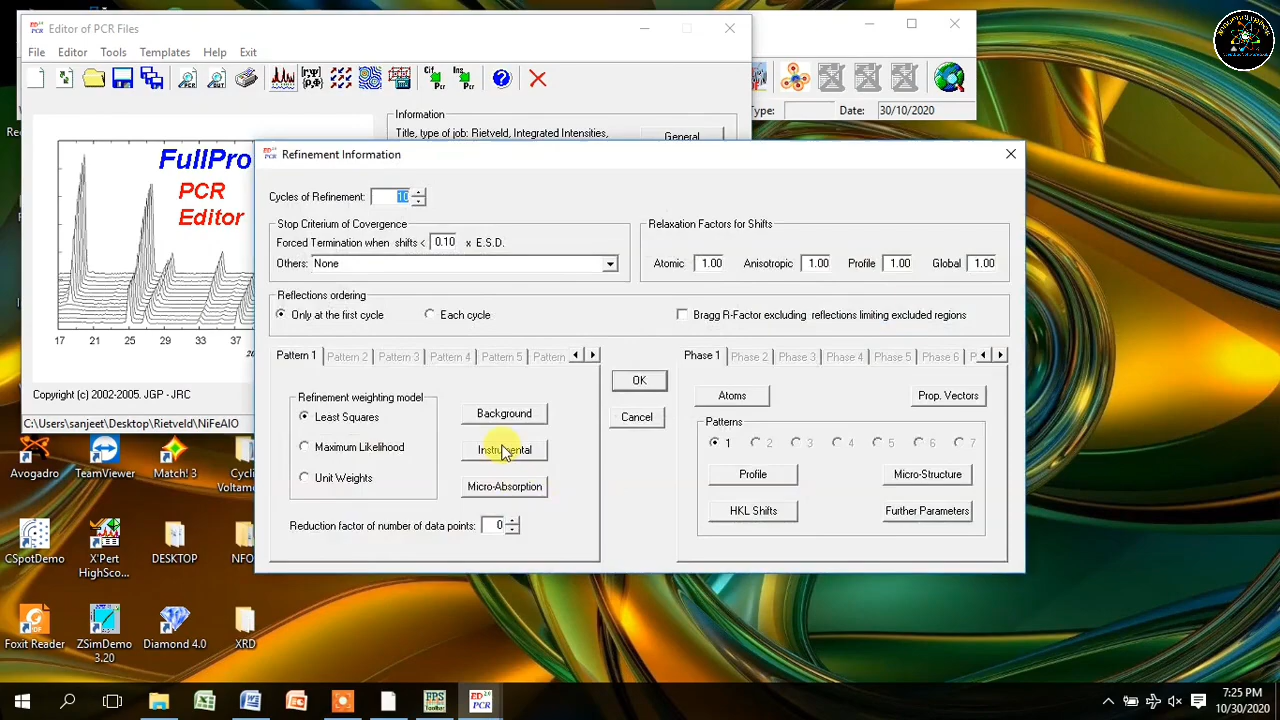 Editor of PCR Files
File Editor Tools Templates Help Exit
Information
Title, type of job: Rietveld, Integrated Intensities,
General
Type:
Date: 30/10/2020
FullPro
PCR
Editor
17 21 25 29 33 37
Copyright (c) 2002-2005. JGP - JRC
C:\Users\sanjeet\Desktop\Rietveld\NiFeAlO
Refinement Information
Cycles of Refinement: 10
Stop Criterium of Covergence
Forced Termination when shifts < 0.10 x E.S.D.
Others: None
Relaxation Factors for Shifts
Atomic 1.00 Anisotropic 1.00 Profile 1.00 Global 1.00
Reflections ordering
Only at the first cycle Each cycle
Bragg R-Factor excluding reflections limiting excluded regions
Pattern 1 Pattern 2 Pattern 3 Pattern 4 Pattern 5 Pattern
Refinement weighting model
Least Squares
Maximum Likelihood
Unit Weights
Background
Instrumental
Micro-Absorption
Reduction factor of number of data points: 0
OK
Cancel
Phase 1 Phase 2 Phase 3 Phase 4 Phase 5 Phase 6
Atoms
Prop. Vectors
Patterns
1 2 3 4 5 6 7
Profile
Micro-Structure
HKL Shifts
Further Parameters
Avogadro
TeamViewer
Match! 3
Cycli
Voltam
CSpotDemo
X'Pert
HighSco...
DESKTOP
NFO
Foxit Reader
ZSimDemo
3.20
Diamond 4.0
XRD
7:25 PM
10/30/2020